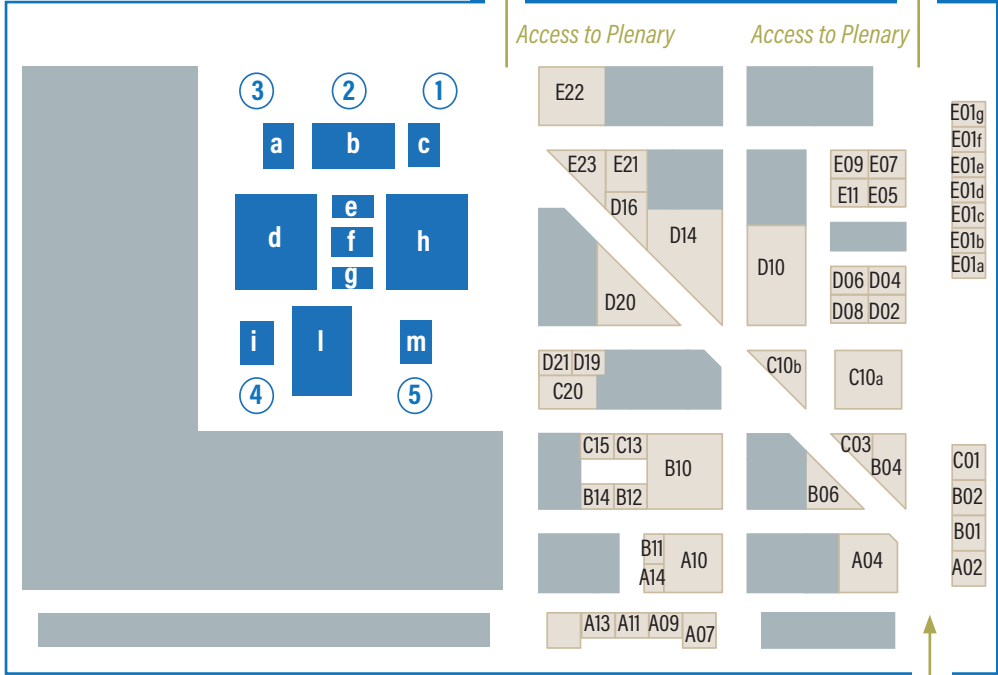 Access to Plenary Access to Plenary
3 2 1
E22
a b c
E01g
E01f
E23 E21 E09 E07
E01e
E11 E05
E01d
e D16
E01c
d f h D14
E01b
g D10 E01a
D06 D04
D20 D08 D02
i l m
D21 D19 C10b C10a
4 5 C20
C15 C13 C03
B10 B04 C01
B14 B12 B06 B02
B01
B11 A10 A04 A02
A14
A13 A11 A09 A07